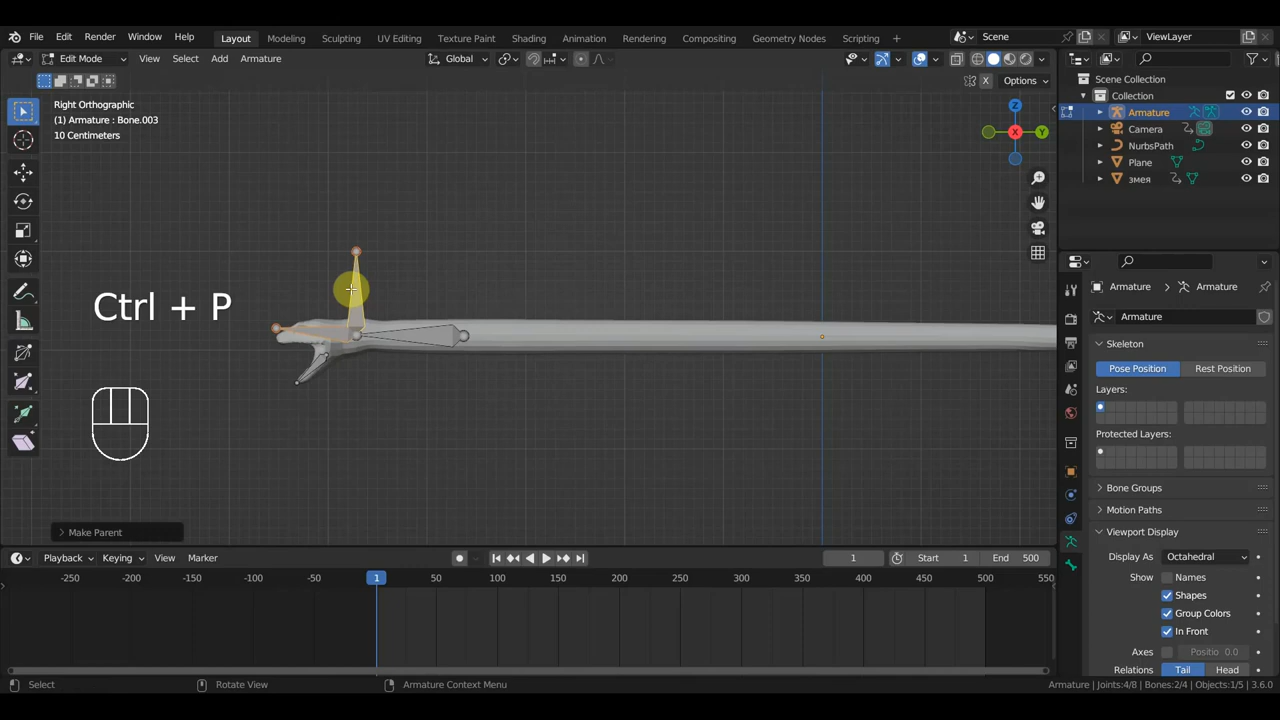 File Edit Render Window Help Layout Modeling Sculpting UV Editing Texture Paint Shading Animation Rendering Compositing Geometry Nodes Scripting + Scene ViewLayer
Edit Mode View Select Add Armature Global
X Options
Right Orthographic
(1) Armature : Bone.003
10 Centimeters
Z
X
Y
Ctrl + P
Make Parent
Scene Collection
Collection
Armature
Camera
NurbsPath
Plane
змея
Armature Armature
Armature
Skeleton
Pose Position Rest Position
Layers:
Protected Layers:
Bone Groups
Motion Paths
Viewport Display
Display As Octahedral
Show Names
Shapes
Group Colors
In Front
Axes Positio 0.0
Relations Tail Head
Playback Keying View Marker 1 Start 1 End 500
-250 -200 -150 -100 -50 1 50 100 150 200 250 300 350 400 450 500 550
Select Rotate View Armature Context Menu Armature | Joints:4/8 | Bones:2/4 | Objects:1/5 | 3.6.0